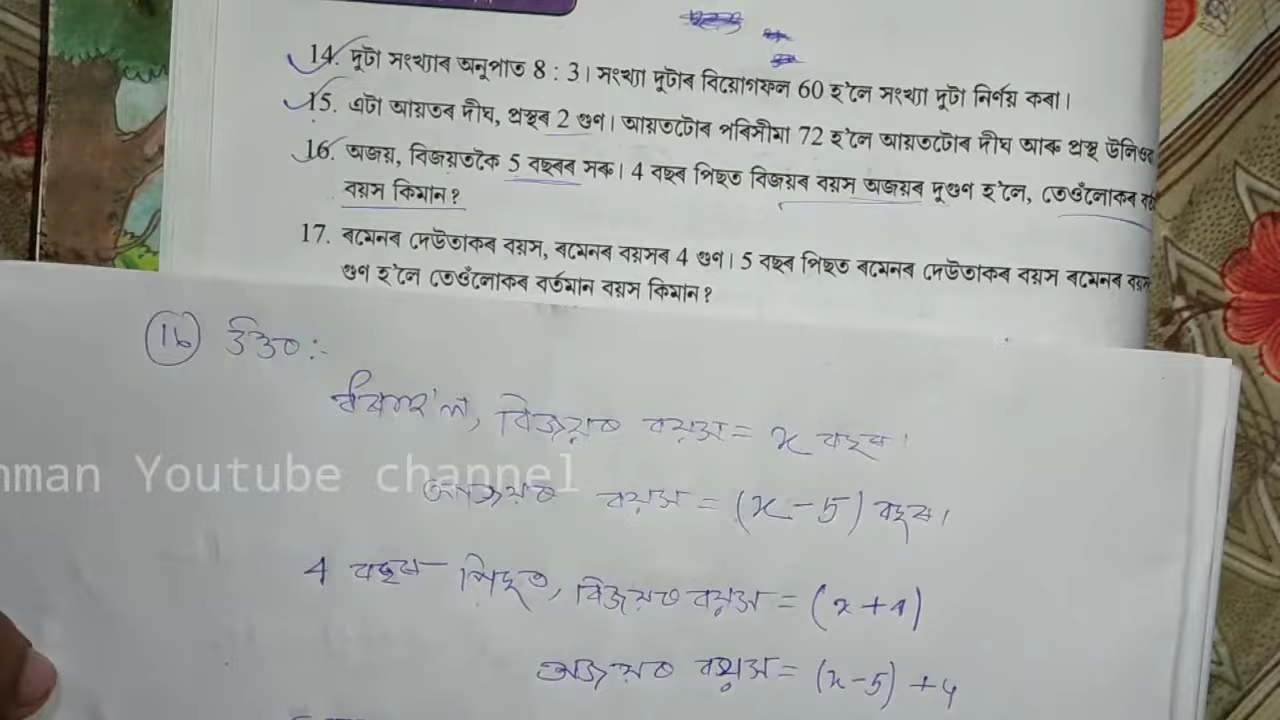 14. দুটা সংখ্যাৰ অনুপাত 8 : 3। সংখ্যা দুটাৰ বিয়োগফল 60 হ'লে সংখ্যা দুটা নিৰ্ণয় কৰা।
15. এটা আয়তৰ দীঘ, প্ৰস্থৰ 2 গুণ। আয়তটোৰ পৰিসীমা 72 হ'লে আয়তটোৰ দীঘ আৰু প্ৰস্থ
16. অজয়, বিজয়তকৈ 5 বছৰৰ সৰু। 4 বছৰ পিছত বিজয়ৰ বয়স অজয়ৰ দুগুণ হ'লে, তেওঁলোকৰ
বয়স কিমান?
17. ৰমেনৰ দেউতাকৰ বয়স, ৰমেনৰ বয়সৰ 4 গুণ। 5 বছৰ পিছত ৰমেনৰ দেউতাকৰ বয়স ৰমেনৰ
গুণ হ'লে তেওঁলোকৰ বৰ্তমান বয়স কিমান?
16 উত্তৰ :-
ধৰাহ'ল, বিজয়ৰ বয়স = x বছৰ।
hman Youtube channel
অজয়ৰ বয়স = (x - 5) বছৰ।
4 বছৰ পিছত, বিজয়ৰ বয়স = (x + 4)
অজয়ৰ বয়স = (x - 5) + 4